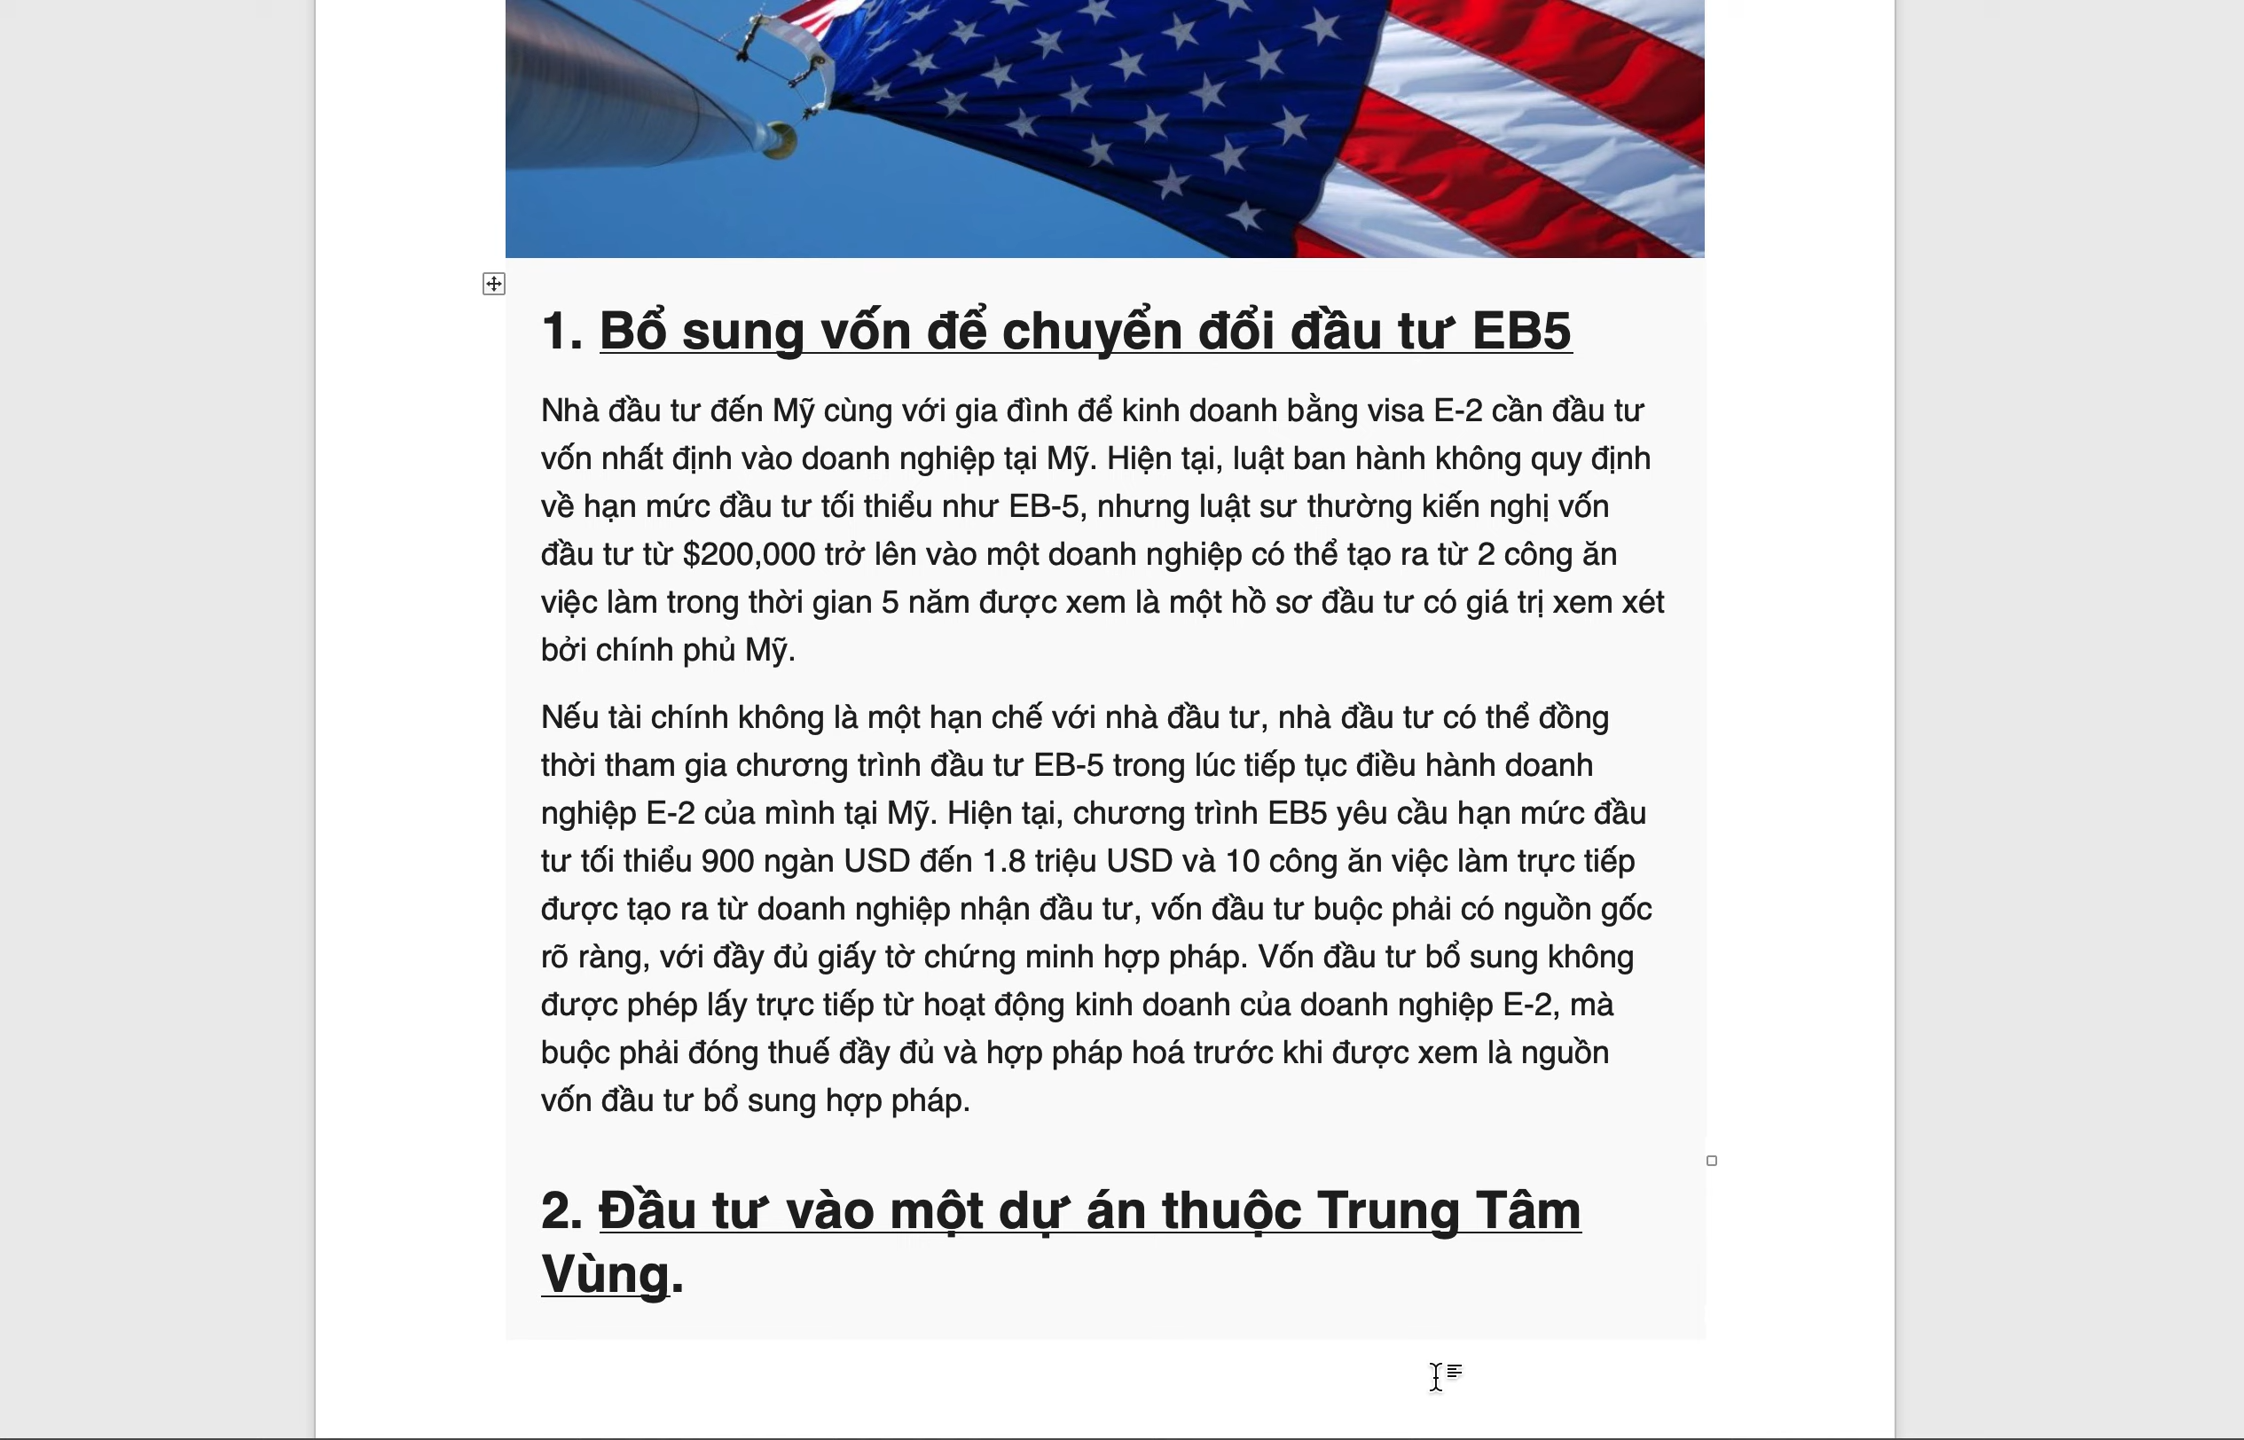 1. Bổ sung vốn để chuyển đổi đầu tư EB5
Nhà đầu tư đến Mỹ cùng với gia đình để kinh doanh bằng visa E-2 cần đầu tư
vốn nhất định vào doanh nghiệp tại Mỹ. Hiện tại, luật ban hành không quy định
về hạn mức đầu tư tối thiểu như EB-5, nhưng luật sư thường kiến nghị vốn
đầu tư từ $200,000 trở lên vào một doanh nghiệp có thể tạo ra từ 2 công ăn
việc làm trong thời gian 5 năm được xem là một hồ sơ đầu tư có giá trị xem xét
bởi chính phủ Mỹ.
Nếu tài chính không là một hạn chế với nhà đầu tư, nhà đầu tư có thể đồng
thời tham gia chương trình đầu tư EB-5 trong lúc tiếp tục điều hành doanh
nghiệp E-2 của mình tại Mỹ. Hiện tại, chương trình EB5 yêu cầu hạn mức đầu
tư tối thiểu 900 ngàn USD đến 1.8 triệu USD và 10 công ăn việc làm trực tiếp
được tạo ra từ doanh nghiệp nhận đầu tư, vốn đầu tư buộc phải có nguồn gốc
rõ ràng, với đầy đủ giấy tờ chứng minh hợp pháp. Vốn đầu tư bổ sung không
được phép lấy trực tiếp từ hoạt động kinh doanh của doanh nghiệp E-2, mà
buộc phải đóng thuế đầy đủ và hợp pháp hoá trước khi được xem là nguồn
vốn đầu tư bổ sung hợp pháp.
2. Đầu tư vào một dự án thuộc Trung Tâm
Vùng.